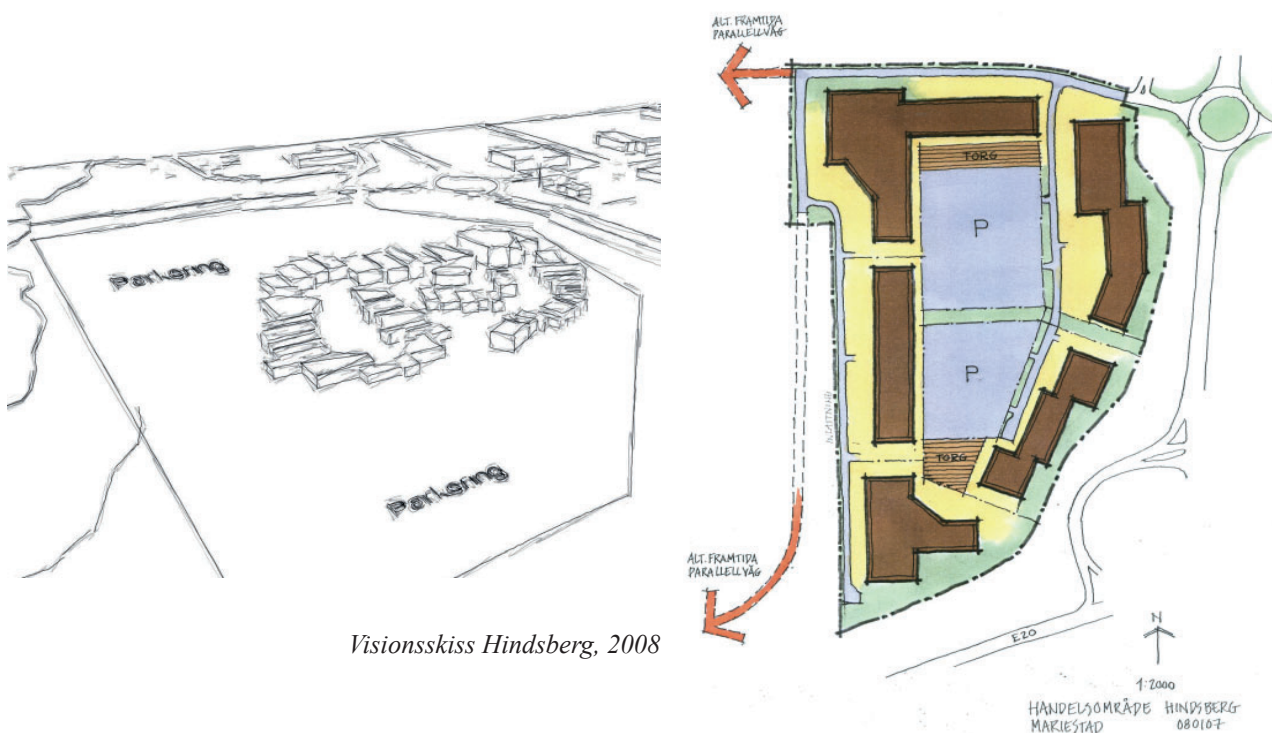 Parkering
Parkering
Visionsskiss Hindsberg, 2008
ALT. FRAMTIDA
PARALLELLVÄG
TORG
P
P
INLASTNING
TORG
ALT. FRAMTIDA
PARALLELLVÄG
E20
N
1:2000
HANDELSOMRÅDE HINDSBERG
MARIESTAD 080107